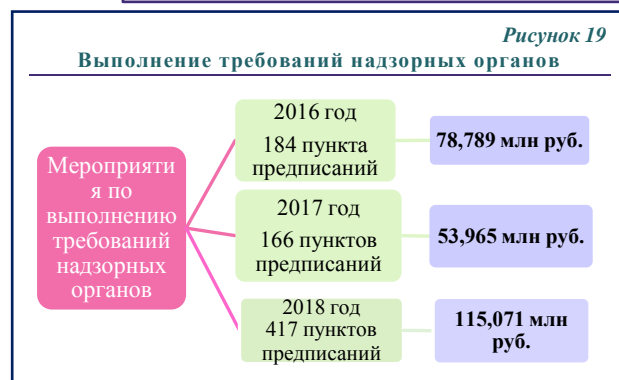 Рисунок 19
Выполнение требований надзорных органов
Мероприяти
я по
выполнению
требований
надзорных
органов
2016 год
184 пункта
предписаний
78,789 млн руб.
2017 год
166 пунктов
предписаний
53,965 млн руб.
2018 год
417 пунктов
предписаний
115,071 млн
руб.